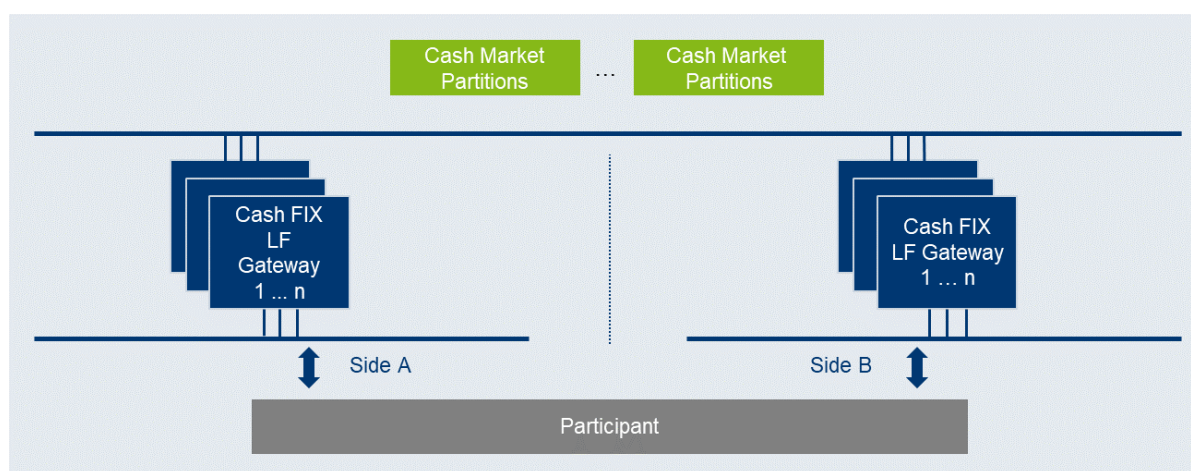 Cash Market
Partitions
...
Cash Market
Partitions
Cash FIX
LF
Gateway
1 ... n
Cash FIX
LF Gateway
1 ... n
Side A
Side B
Participant